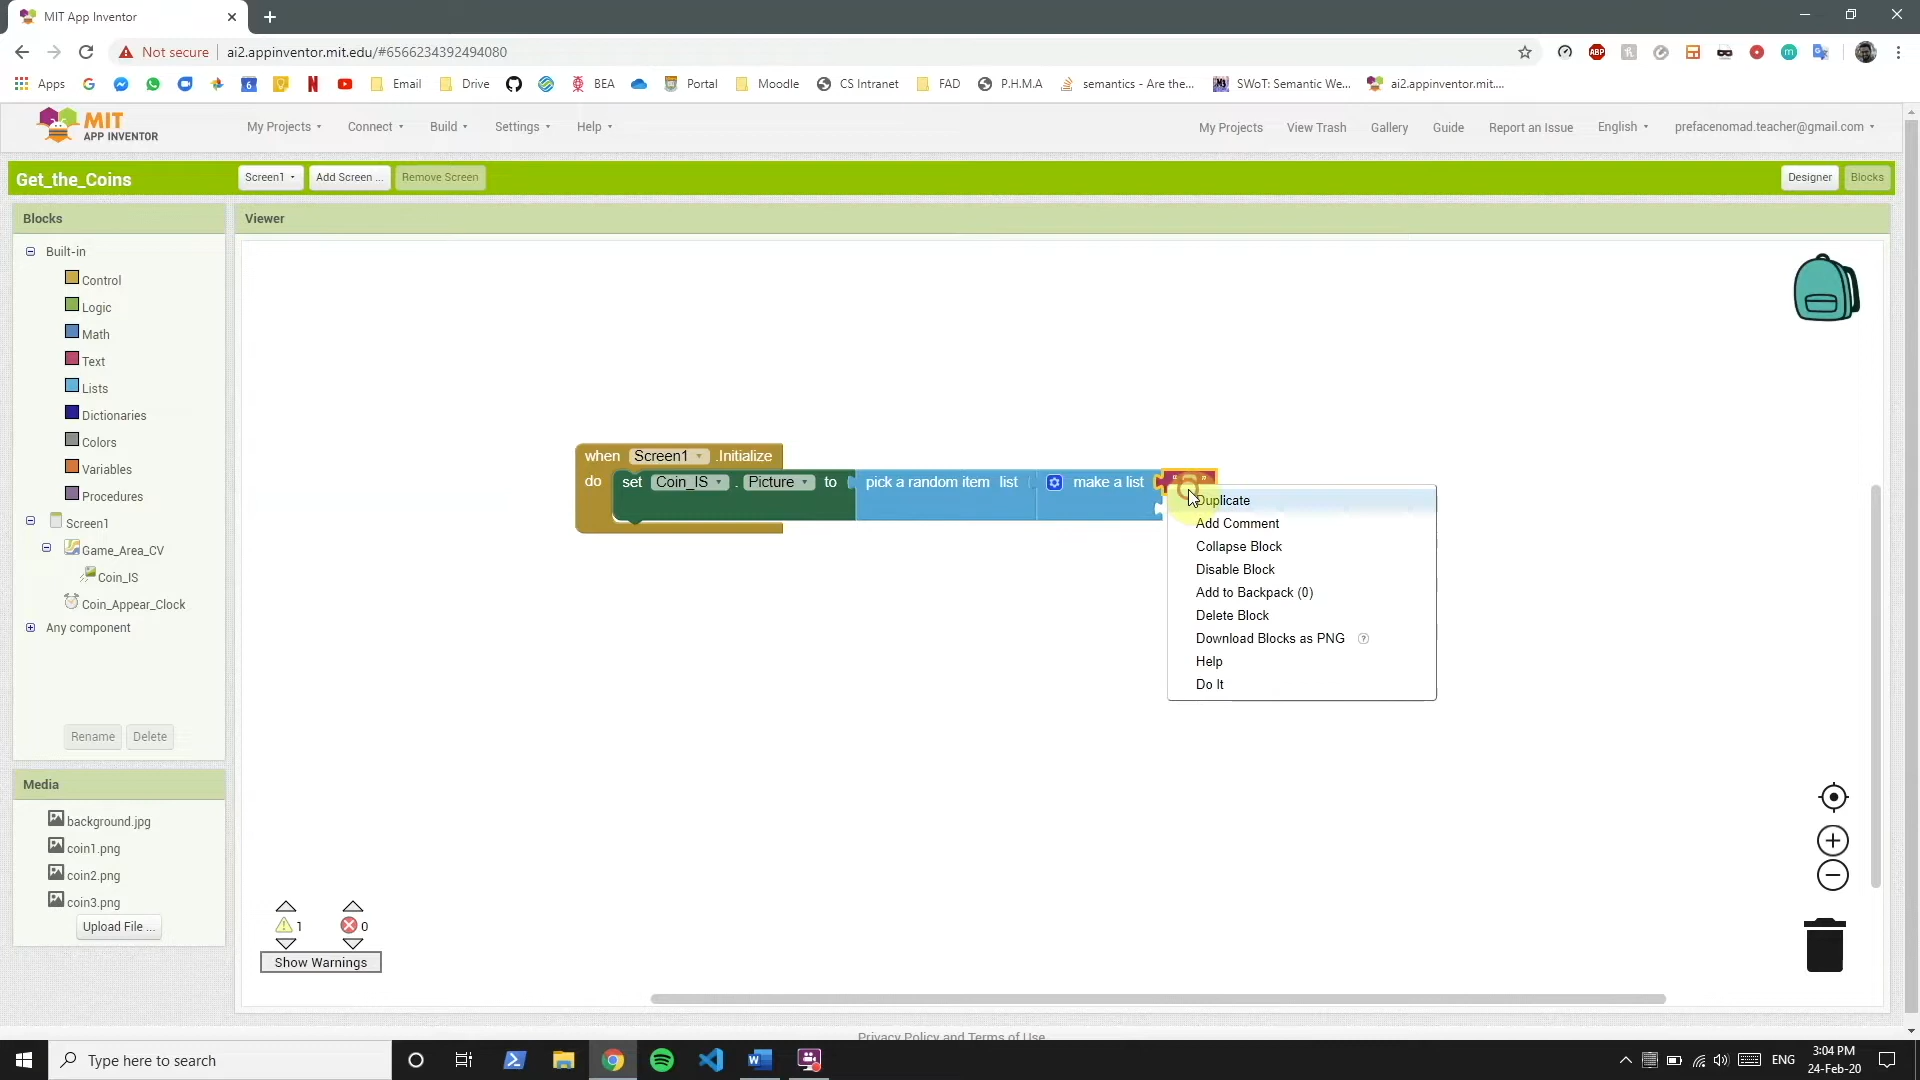 MIT App Inventor
Not secure
ai2.appinventor.mit.edu/#6566234392494080
Apps
Email
Drive
BEA
Portal
Moodle
CS Intranet
FAD
P.H.M.A
semantics - Are the...
SWoT: Semantic We...
ai2.appinventor.mit....
MIT
APP INVENTOR
My Projects
Connect
Build
Settings
Help
My Projects
View Trash
Gallery
Guide
Report an Issue
English
prefacenomad.teacher@gmail.com
Get_the_Coins
Screen1
Add Screen ...
Remove Screen
Designer
Blocks
Blocks
Viewer
Built-in
Control
Logic
Math
Text
Lists
Dictionaries
Colors
Variables
Procedures
Screen1
Game_Area_CV
Coin_IS
Coin_Appear_Clock
Any component
Rename
Delete
Media
background.jpg
coin1.png
coin2.png
coin3.png
Upload File ...
when Screen1 .Initialize
do set Coin_IS . Picture to pick a random item list make a list " "
Duplicate
Add Comment
Collapse Block
Disable Block
Add to Backpack (0)
Delete Block
Download Blocks as PNG ?
Help
Do It
1
0
Show Warnings
Privacy Policy and Terms of Use
Type here to search
ENG
3:04 PM
24-Feb-20